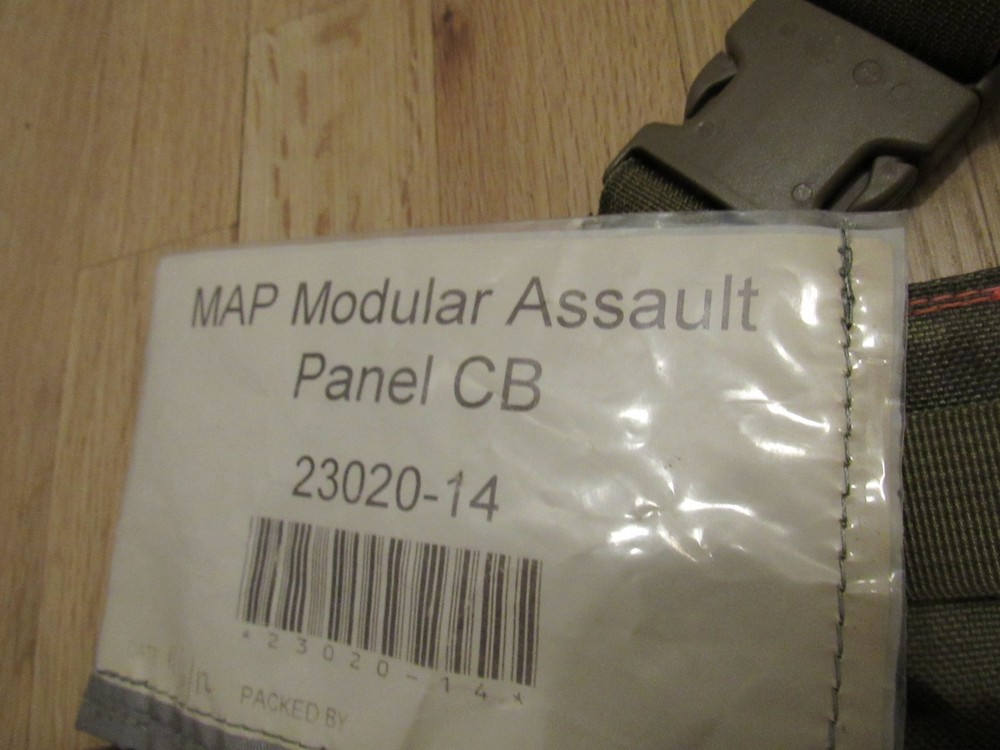 MAP Modular Assault
Panel CB
23020-14
*23020-14*
PACKED BY